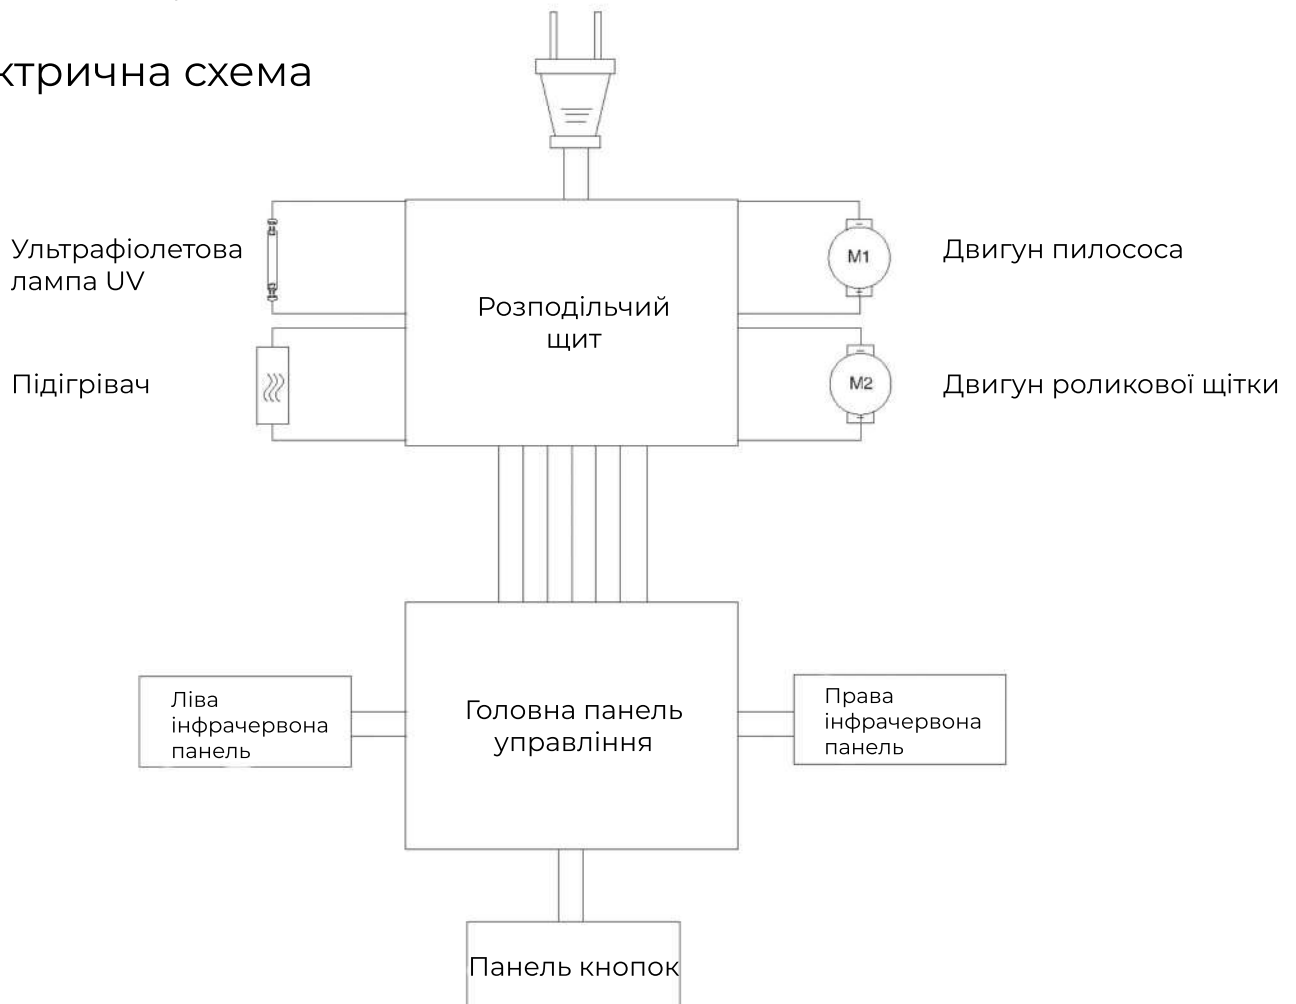 ктрична схема
Ультрафіолетова
лампа UV
M1
Двигун пилососа
Розподільчий
щит
Підігрівач
M2
Двигун роликової щітки
Ліва
інфрачервона
панель
Головна панель
управління
Права
інфрачервона
панель
Панель кнопок